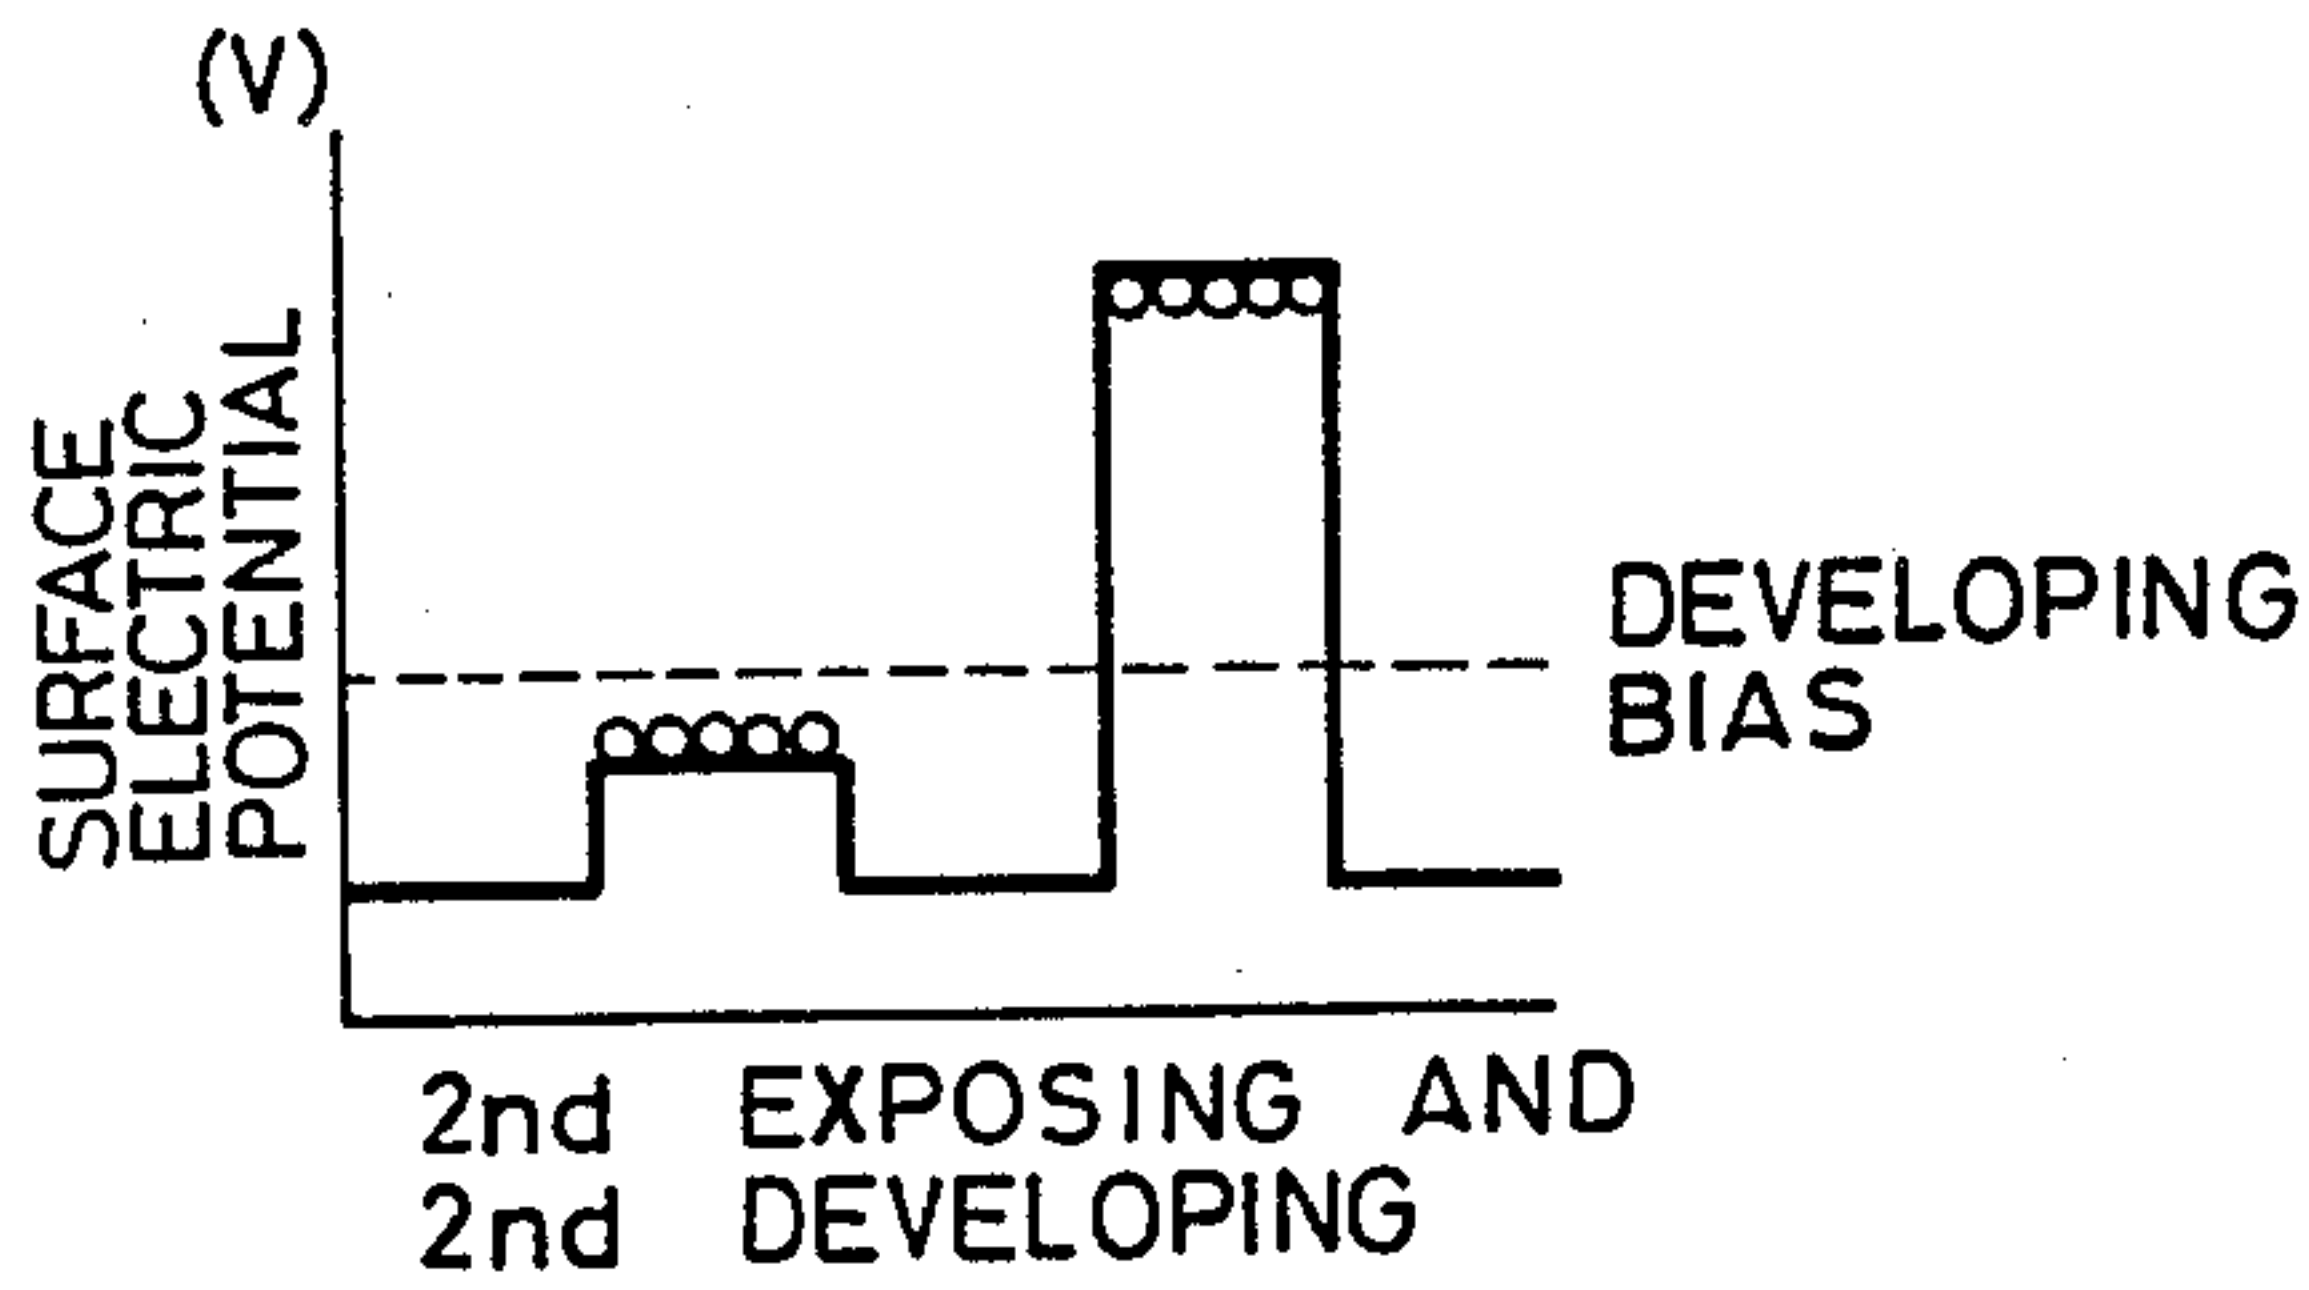 (V)
SURFACE
ELECTRIC
POTENTIAL
DEVELOPING
BIAS
2nd EXPOSING AND
2nd DEVELOPING